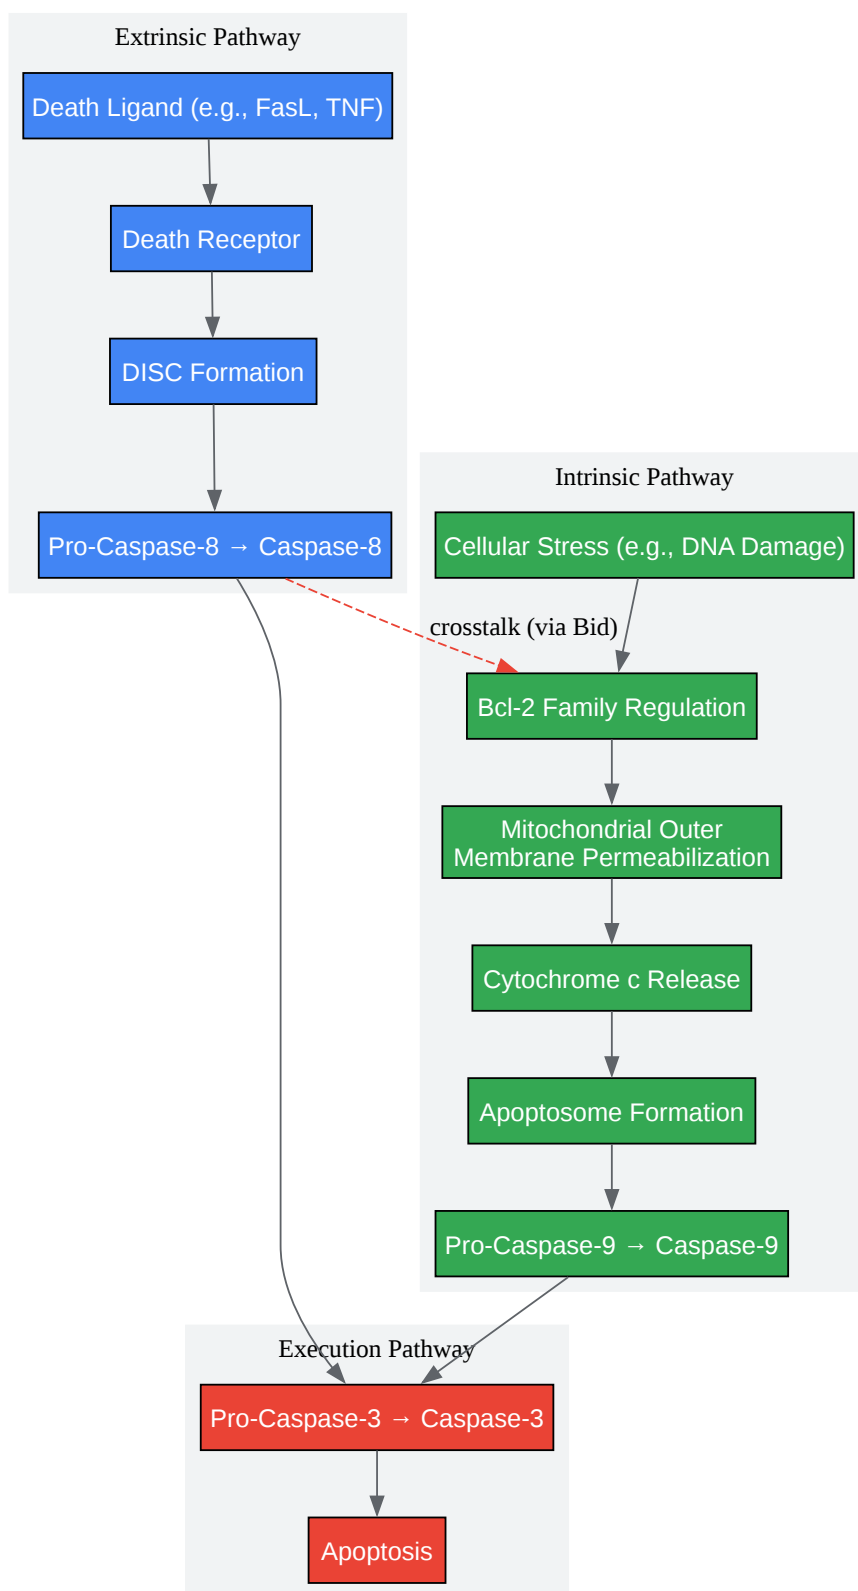 Extrinsic Pathway
Death Ligand (e.g., FasL, TNF)
Death Receptor
DISC Formation
Pro-Caspase-8 → Caspase-8
Intrinsic Pathway
Cellular Stress (e.g., DNA Damage)
crosstalk (via Bid)
Bcl-2 Family Regulation
Mitochondrial Outer
Membrane Permeabilization
Cytochrome c Release
Apoptosome Formation
Pro-Caspase-9 → Caspase-9
Execution Pathway
Pro-Caspase-3 → Caspase-3
Apoptosis